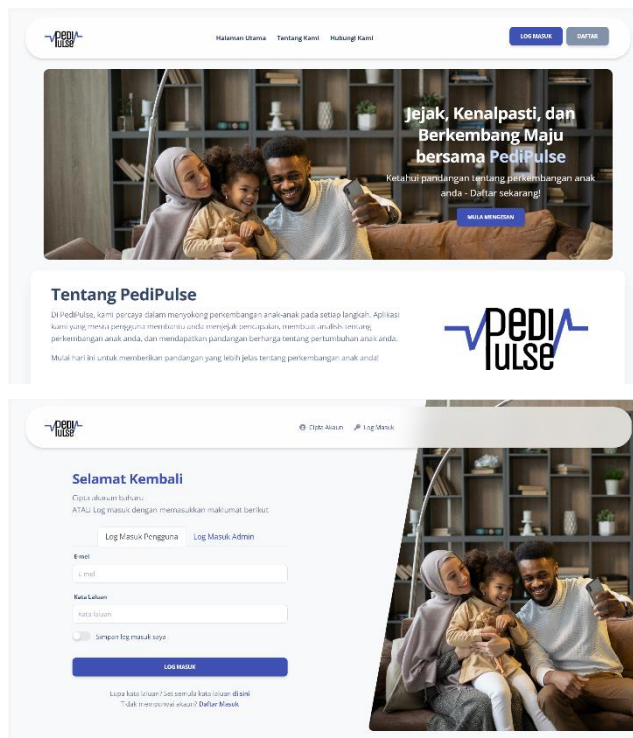 PEDI
ULSE
Halaman Utama Tentang Kami Hubungi Kami
LOG MASUK DAFTAR
Jejak, Kenalpasti, dan
Berkembang Maju
bersama PediPulse
Ketahui pandangan tentang perkembangan anak
anda - Daftar sekarang!
MULA MENGESAN
Tentang PediPulse
Di PediPulse, kami percaya dalam menyokong perkembangan anak-anak pada setiap langkah. Aplikasi
kami yang mesra pengguna membantu anda menjejak pencapaian, membuat analisis tentang
perkembangan anak anda, dan mendapatkan pandangan berharga tentang pertumbuhan anak anda.
Mulai hari ini untuk memberikan pandangan yang lebih jelas tentang perkembangan anak anda!
PEDI
ULSE
PEDI
ULSE
Cipta Akaun Log Masuk
Selamat Kembali
Cipta akaun baharu
ATAU Log masuk dengan memasukkan maklumat berikut
Log Masuk Pengguna Log Masuk Admin
E-mel
E-mel
Kata Laluan
Kata laluan
Simpan log masuk saya
LOG MASUK
Lupa kata laluan? Set semula kata laluan di sini
Tidak mempunyai akaun? Daftar Masuk